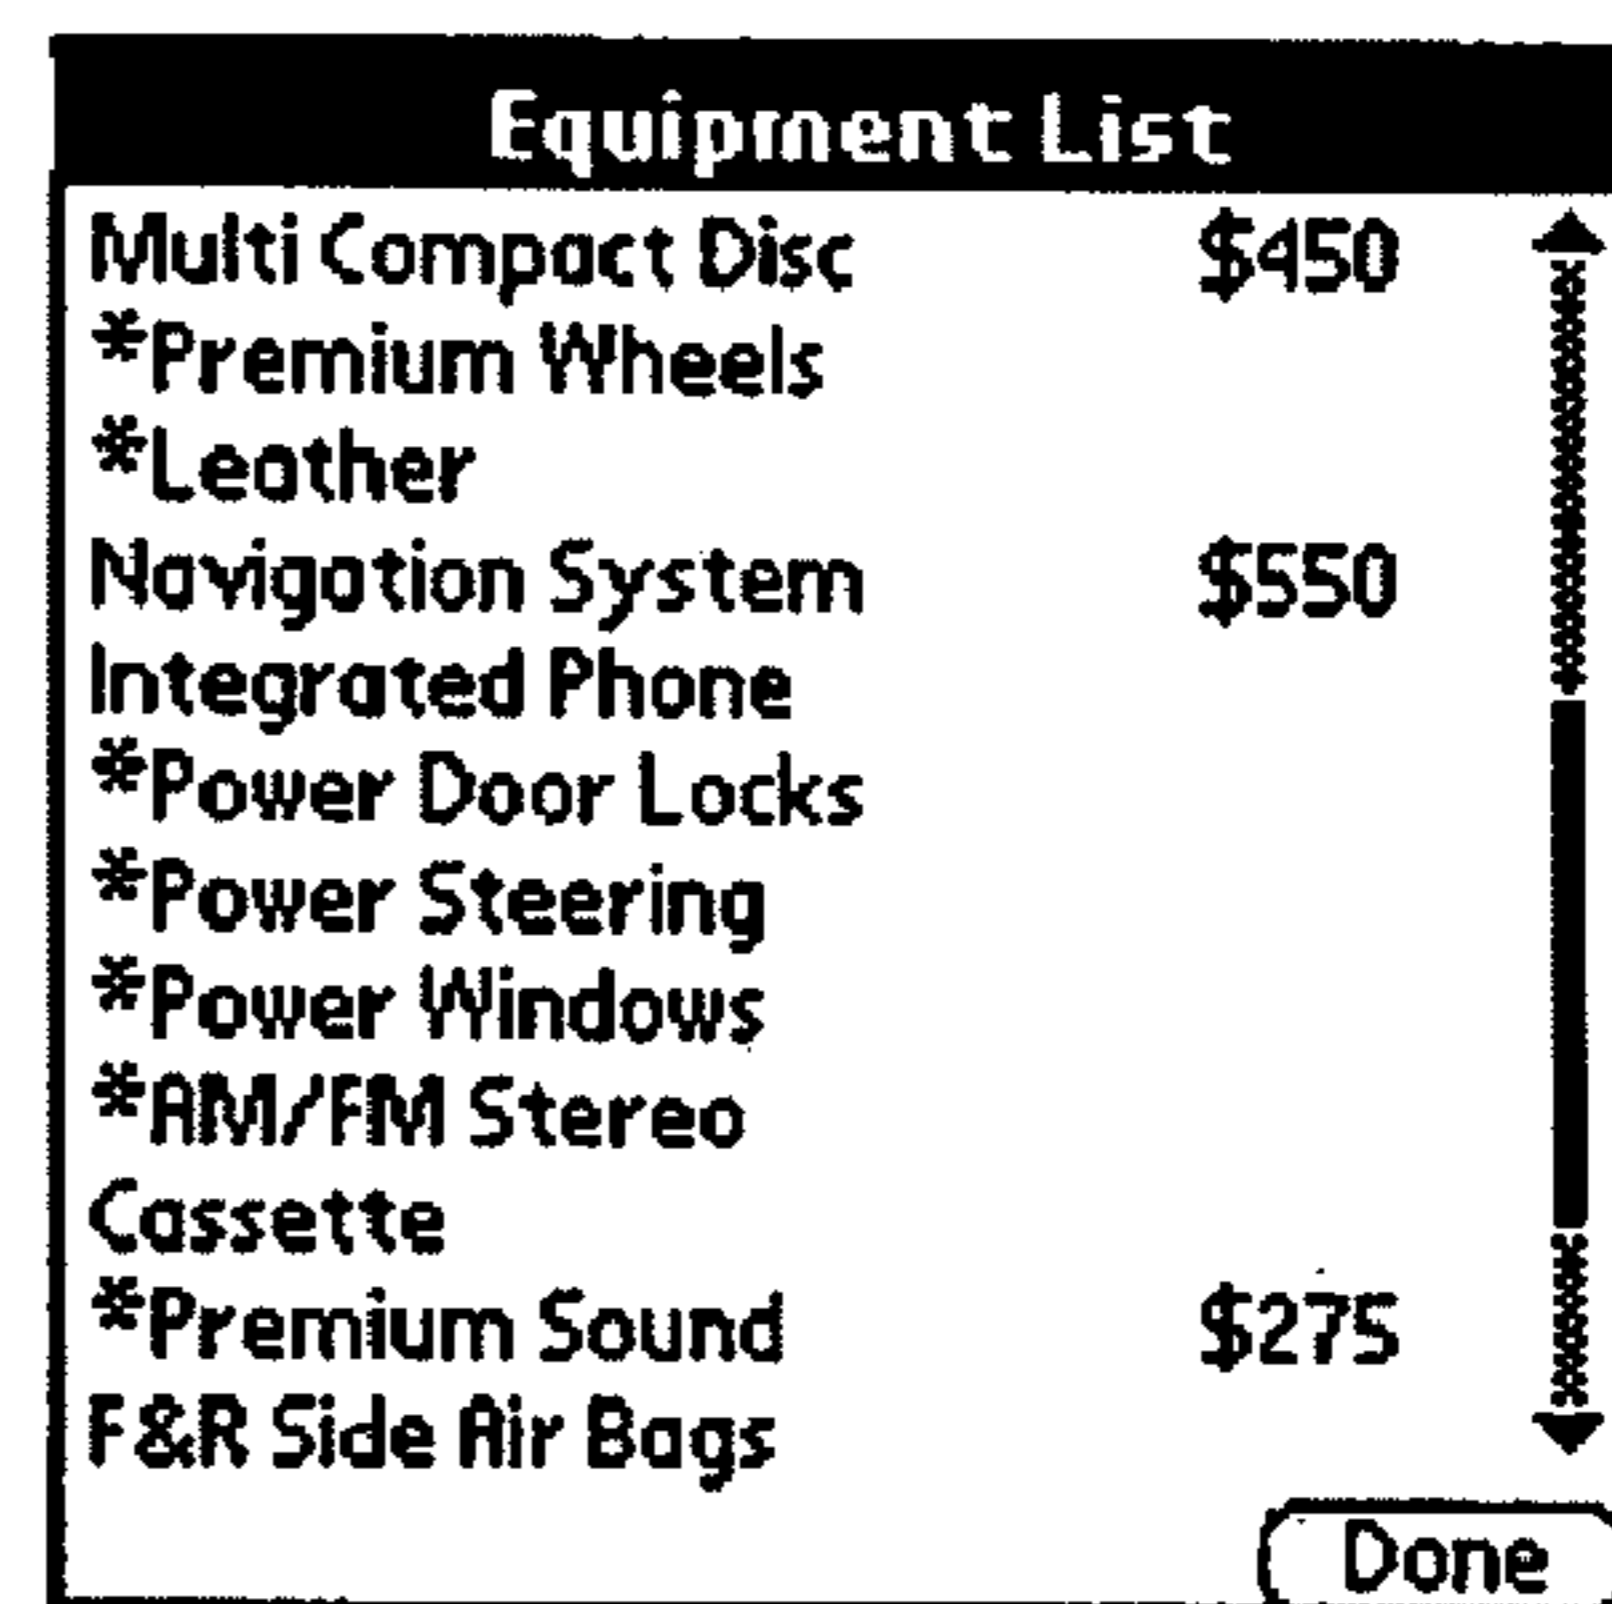 Equipment List
Multi Compact Disc $450
*Premium Wheels
*Leather
Navigation System $550
Integrated Phone
*Power Door Locks
*Power Steering
*Power Windows
*AM/FM Stereo
Cassette
*Premium Sound $275
F&R Side Air Bags
Done